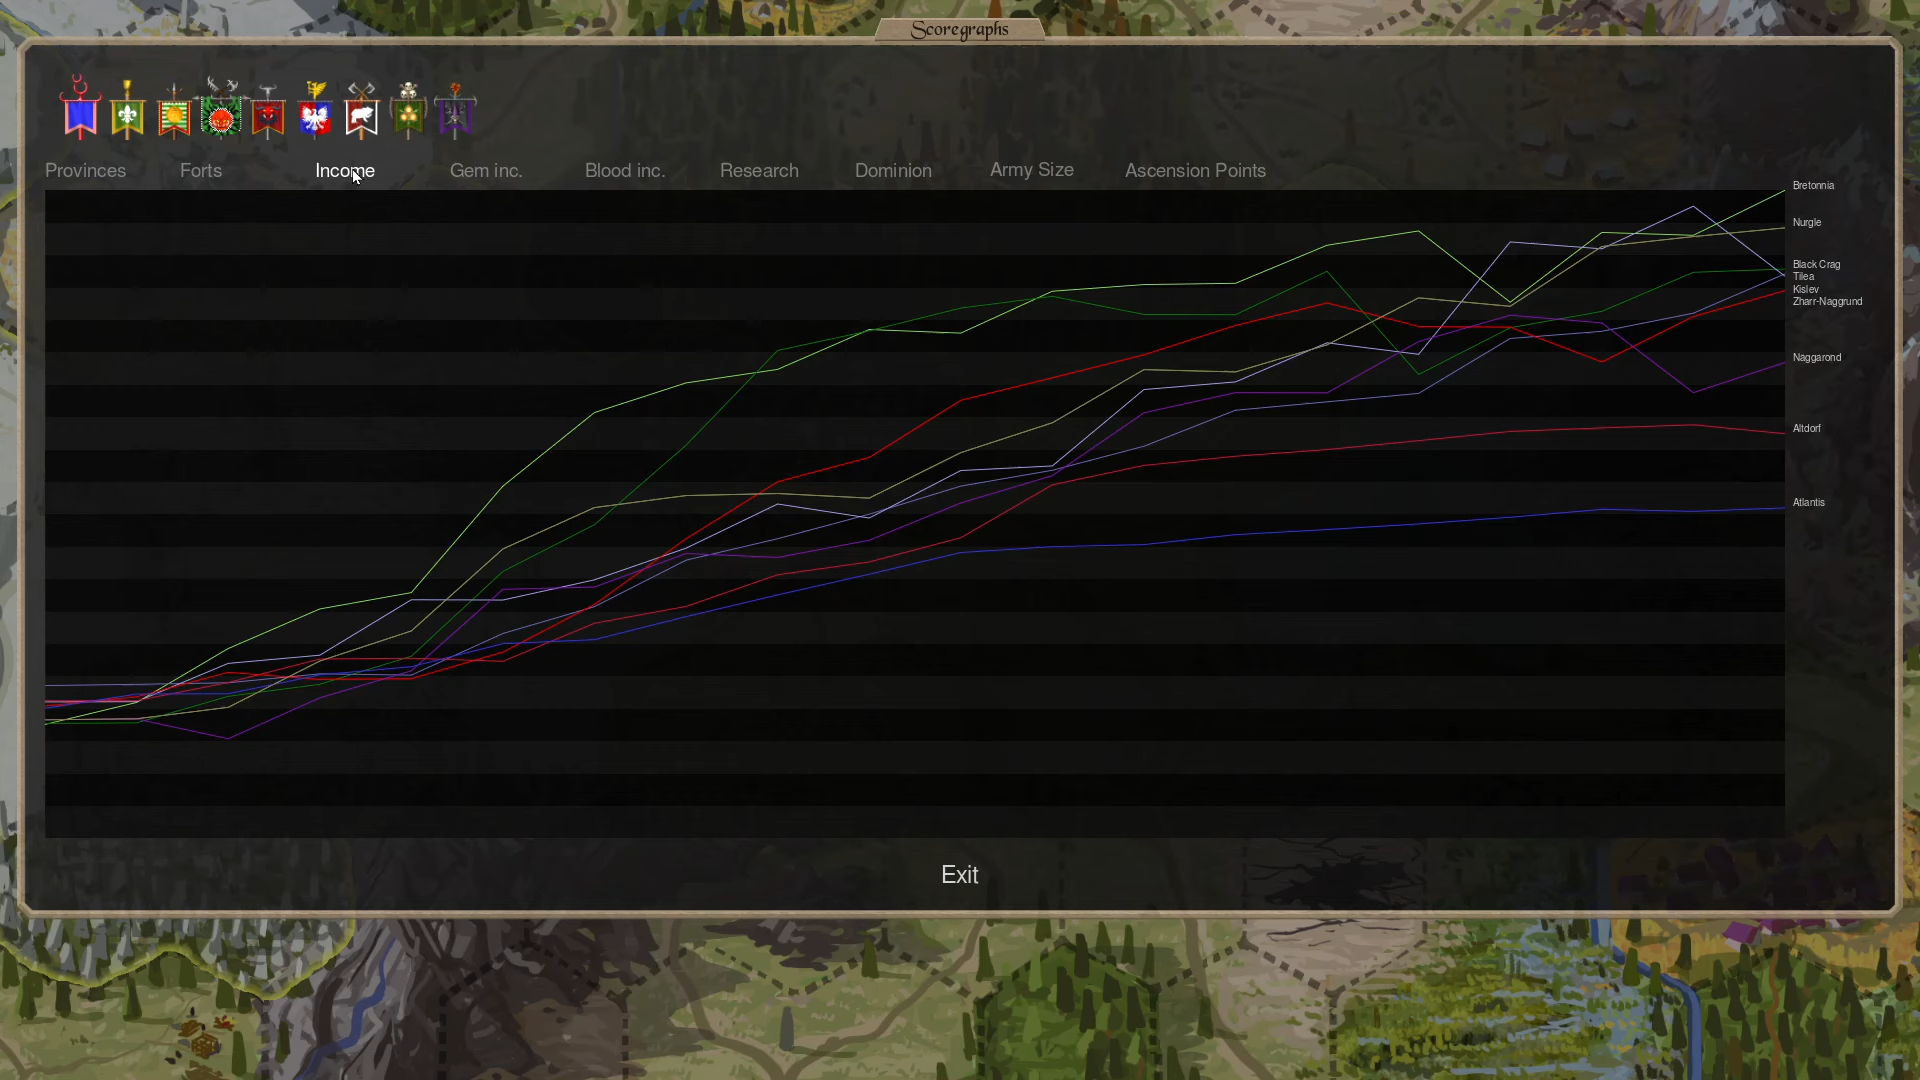 Scoregraphs
Provinces Forts Income Gem inc. Blood inc. Research Dominion Army Size Ascension Points
Bretonnia
Nurgle
Black Crag
Tilea
Kislev
Zharr-Naggrund
Naggarond
Altdorf
Atlantis
Exit